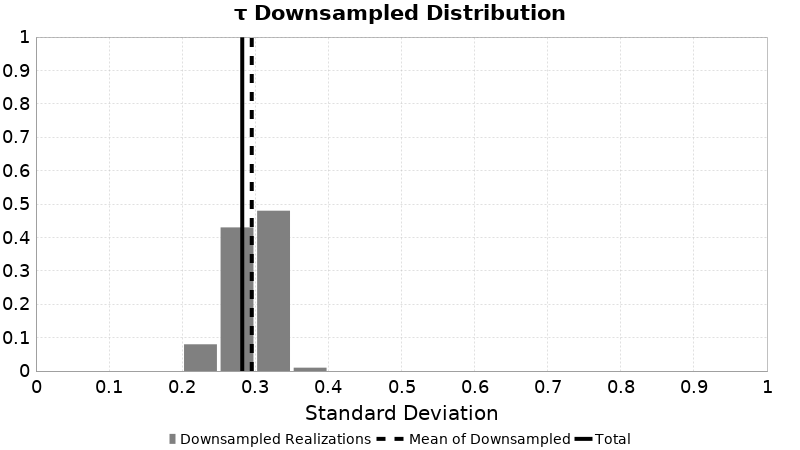 τ Downsampled Distribution
1
0.9
0.8
0.7
0.6
0.5
0.4
0.3
0.2
0.1
0
0 0.1 0.2 0.3 0.4 0.5 0.6 0.7 0.8 0.9 1
Standard Deviation
Downsampled Realizations Mean of Downsampled Total